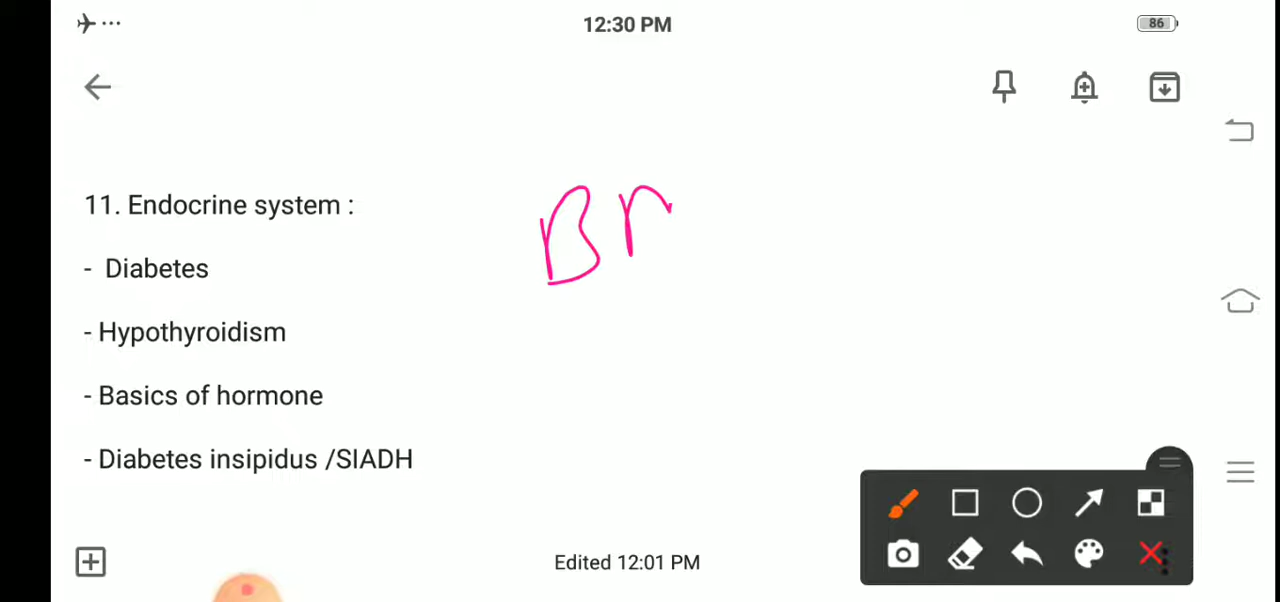 12:30 PM
86
11. Endocrine system :
Br
- Diabetes
- Hypothyroidism
- Basics of hormone
- Diabetes insipidus /SIADH
Edited 12:01 PM